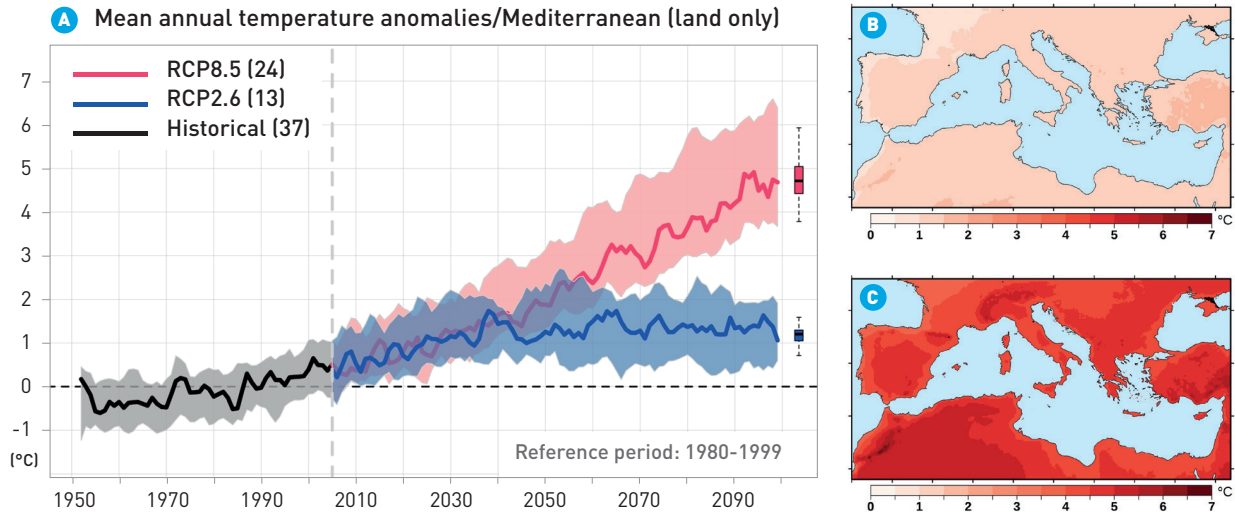 A Mean annual temperature anomalies/Mediterranean (land only)
RCP8.5 (24)
RCP2.6 (13)
Historical (37)
7
6
5
4
3
2
1
0
-1
(°C)
Reference period: 1980-1999
1950 1970 1990 2010 2030 2050 2070 2090
B
0 1 2 3 4 5 6 7 °C
C
0 1 2 3 4 5 6 7 °C